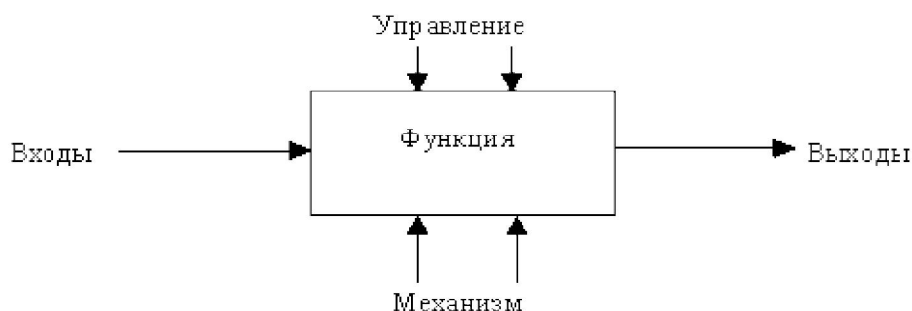 Управление
Функция
Входы
Выходы
Механизм